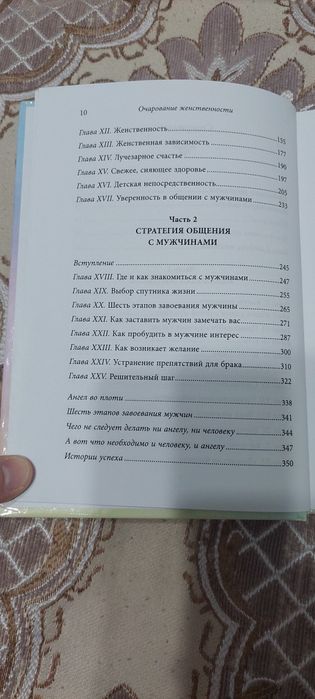 10 Очарование женственности
Глава XII. Женственность 155
Глава XIII. Женственная зависимость 177
Глава XIV. Лучезарное счастье 196
Глава XV. Свежее, сияющее здоровье 197
Глава XVI. Детская непосредственность 205
Глава XVII. Уверенность в общении с мужчинами 233
Часть 2
СТРАТЕГИЯ ОБЩЕНИЯ
С МУЖЧИНАМИ
Вступление 245
Глава XVIII. Где и как знакомиться с мужчинами 247
Глава XIX. Выбор спутника жизни 255
Глава XX. Шесть этапов завоевания мужчины 265
Глава XXI. Как заставить мужчин замечать вас 271
Глава XXII. Как пробудить в мужчине интерес 287
Глава XXIII. Как возникает желание 300
Глава XXIV. Устранение препятствий для брака 310
Глава XXV. Решительный шаг 322
Ангел во плоти 338
Шесть этапов завоевания мужчин 341
Чего не следует делать ни ангелу, ни человеку 344
А вот что необходимо и человеку, и ангелу 347
Истории успеха 350